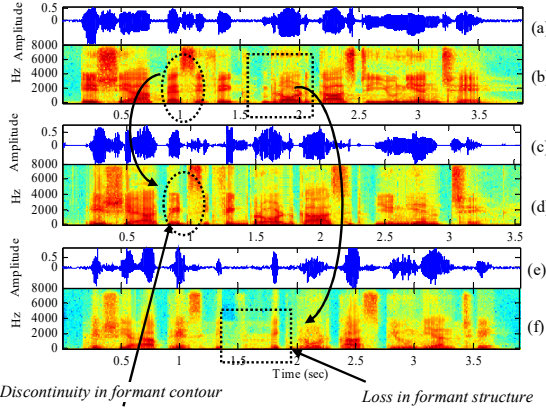 0.5
0
Amplitude
(a)
8000
6000
4000
2000
0
Hz
(b)
0.5 1 1.5 2 2.5 3 3.5
0.5
0
Amplitude
(c)
8000
6000
4000
2000
0
Hz
(d)
0.5 1 1.5 2 2.5 3 3.5
0.5
0
Amplitude
(e)
8000
6000
4000
2000
0
Hz
(f)
0.5 1 1.5 2 2.5 3 3.5
Time (sec)
Discontinuity in formant contour
Loss in formant structure